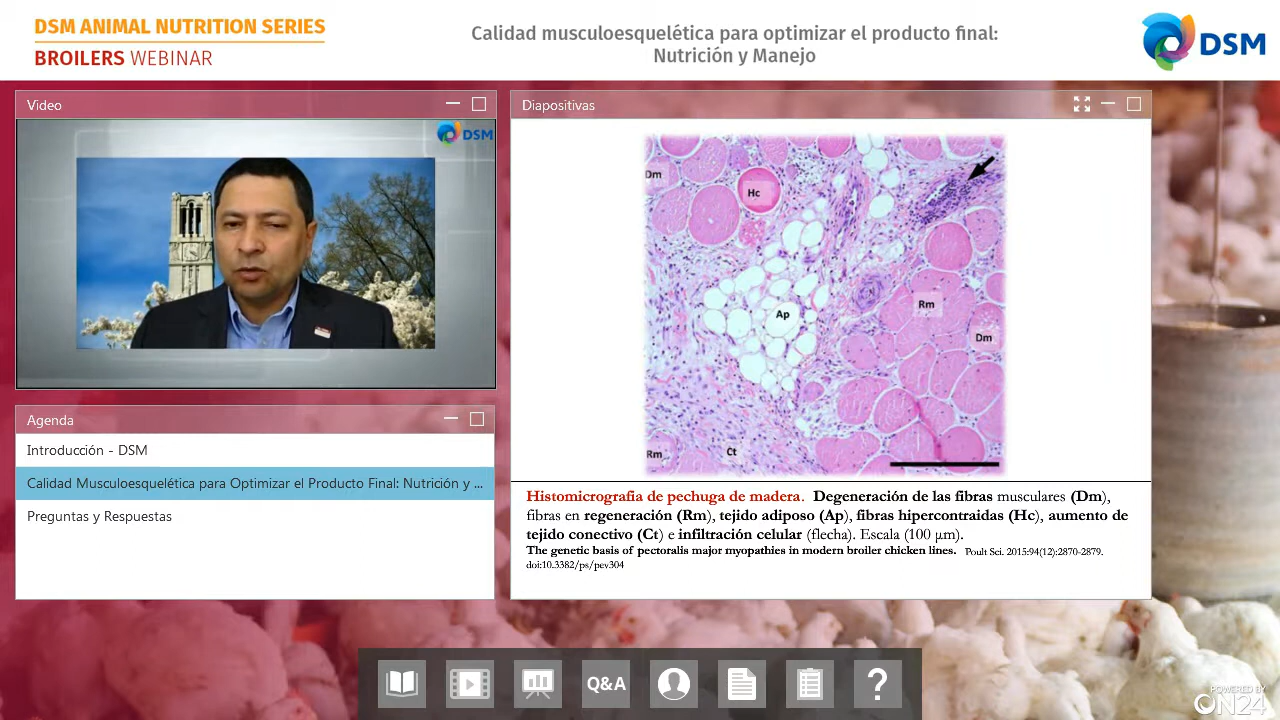 DSM ANIMAL NUTRITION SERIES
BROILERS WEBINAR
Calidad musculoesquelética para optimizar el producto final:
Nutrición y Manejo
DSM
Video
DSM
Agenda
Introducción - DSM
Calidad Musculoesquelética para Optimizar el Producto Final: Nutrición y ...
Preguntas y Respuestas
Diapositivas
Dm
Hc
Ap
Rm
Dm
Rm
Ct
Histomicrografia de pechuga de madera. Degeneración de las fibras musculares (Dm),
fibras en regeneración (Rm), tejido adiposo (Ap), fibras hipercontraidas (Hc), aumento de
tejido conectivo (Ct) e infiltración celular (flecha). Escala (100 µm).
The genetic basis of pectoralis major myopathies in modern broiler chicken lines. Poult Sci. 2015;94(12):2870-2879.
doi:10.3382/ps/pev304
Q&A
?
POWERED BY
ON24